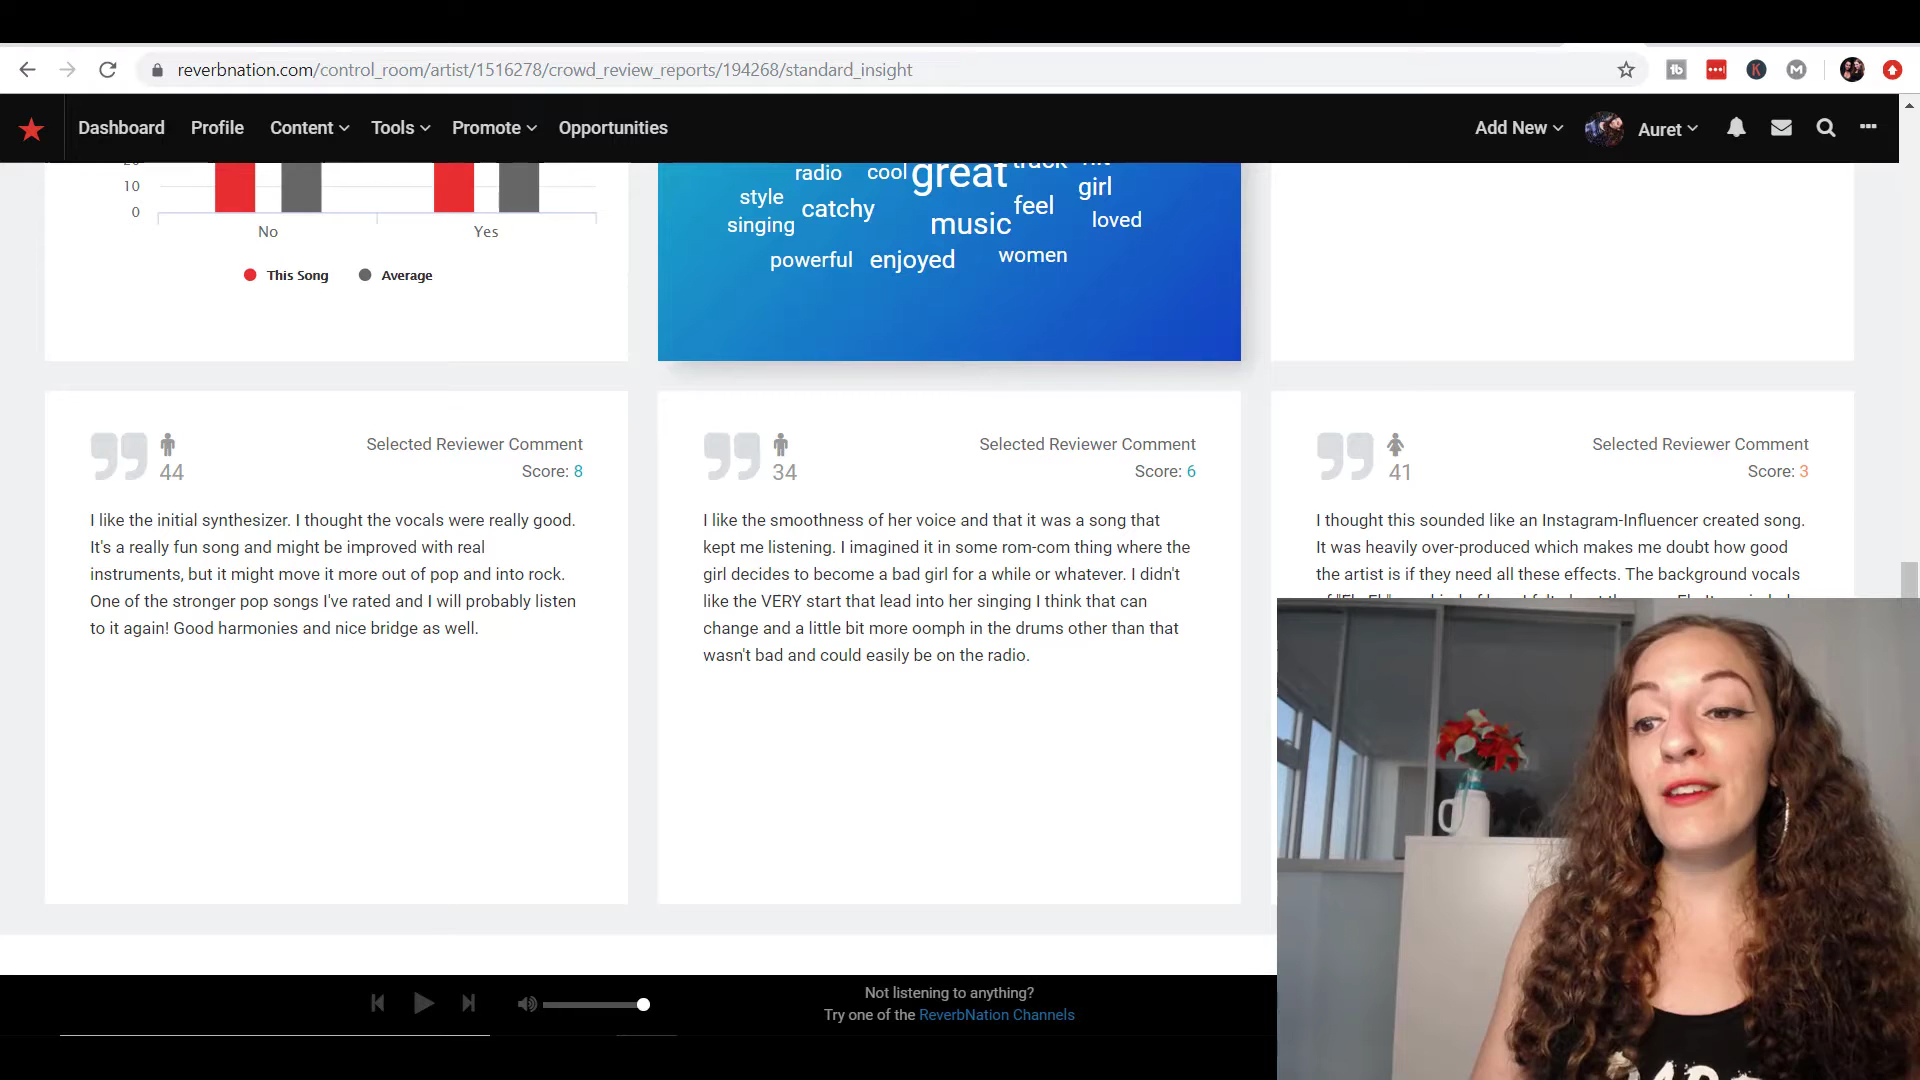 reverbnation.com/control_room/artist/1516278/crowd_review_reports/194268/standard_insight
Dashboard Profile Content Tools Promote Opportunities Add New Auret
10
0
No Yes
This Song Average
radio cool great track
style catchy girl
singing music feel loved
powerful enjoyed women
44
Selected Reviewer Comment
Score: 8
I like the initial synthesizer. I thought the vocals were really good.
It's a really fun song and might be improved with real
instruments, but it might move it more out of pop and into rock.
One of the stronger pop songs I've rated and I will probably listen
to it again! Good harmonies and nice bridge as well.
34
Selected Reviewer Comment
Score: 6
I like the smoothness of her voice and that it was a song that
kept me listening. I imagined it in some rom-com thing where the
girl decides to become a bad girl for a while or whatever. I didn't
like the VERY start that lead into her singing I think that can
change and a little bit more oomph in the drums other than that
wasn't bad and could easily be on the radio.
41
Selected Reviewer Comment
Score: 3
I thought this sounded like an Instagram-Influencer created song.
It was heavily over-produced which makes me doubt how good
the artist is if they need all these effects. The background vocals
Not listening to anything?
Try one of the ReverbNation Channels